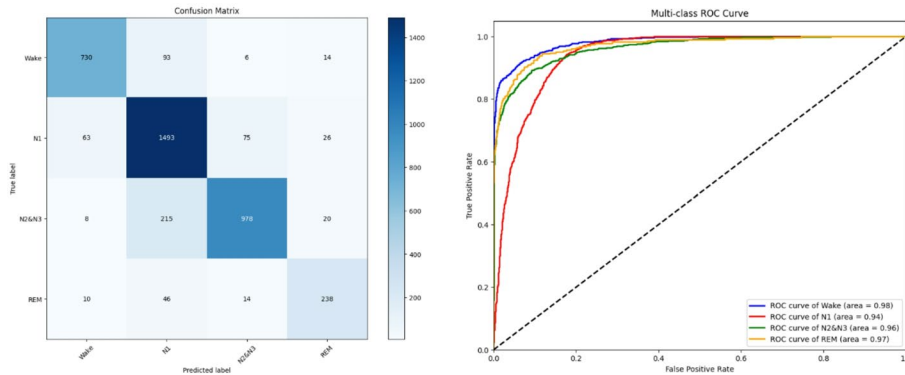 Confusion Matrix
Wake
730
93
6
14
N1
63
1493
75
26
N2&N3
8
215
978
20
REM
10
46
14
238
Wake
N1
N2&N3
REM
True label
Predicted label
1400
1200
1000
800
600
400
200
Multi-class ROC Curve
1.0
0.8
0.6
0.4
0.2
0.0
0.0
0.2
0.4
0.6
0.8
True Positive Rate
False Positive Rate
ROC curve of Wake (area = 0.98)
ROC curve of N1 (area = 0.94)
ROC curve of N2&N3 (area = 0.96)
ROC curve of REM (area = 0.97)